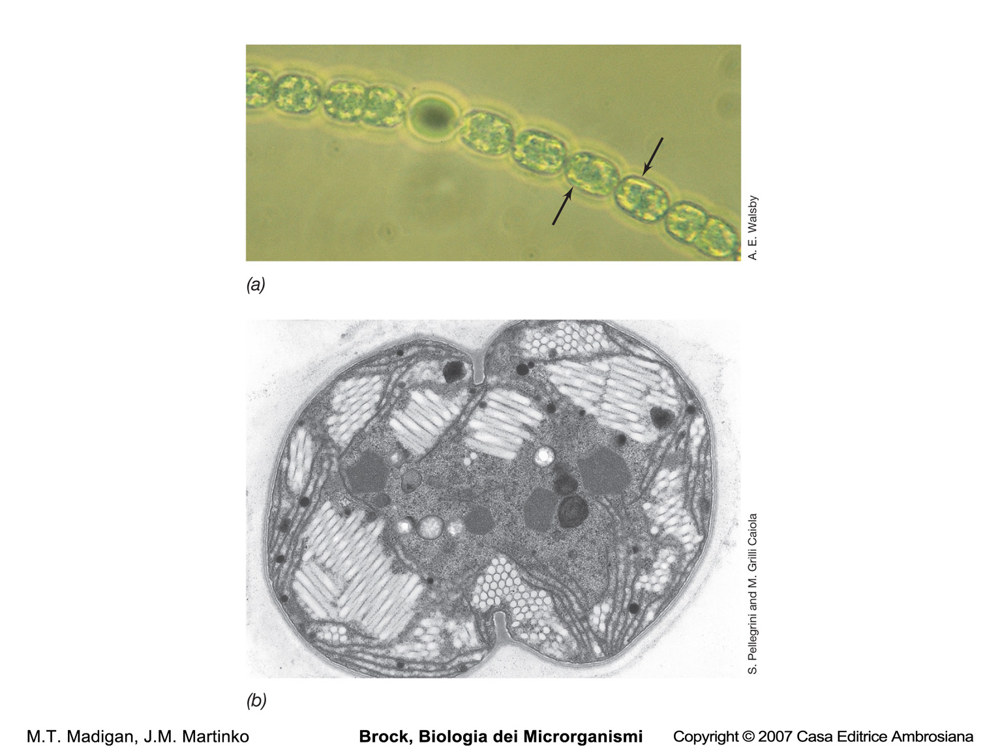 A. E. Walsby
(a)
S. Pellegrini and M. Grilli Caiola
(b)
M.T. Madigan, J.M. Martinko
Brock, Biologia dei Microrganismi
Copyright © 2007 Casa Editrice Ambrosiana